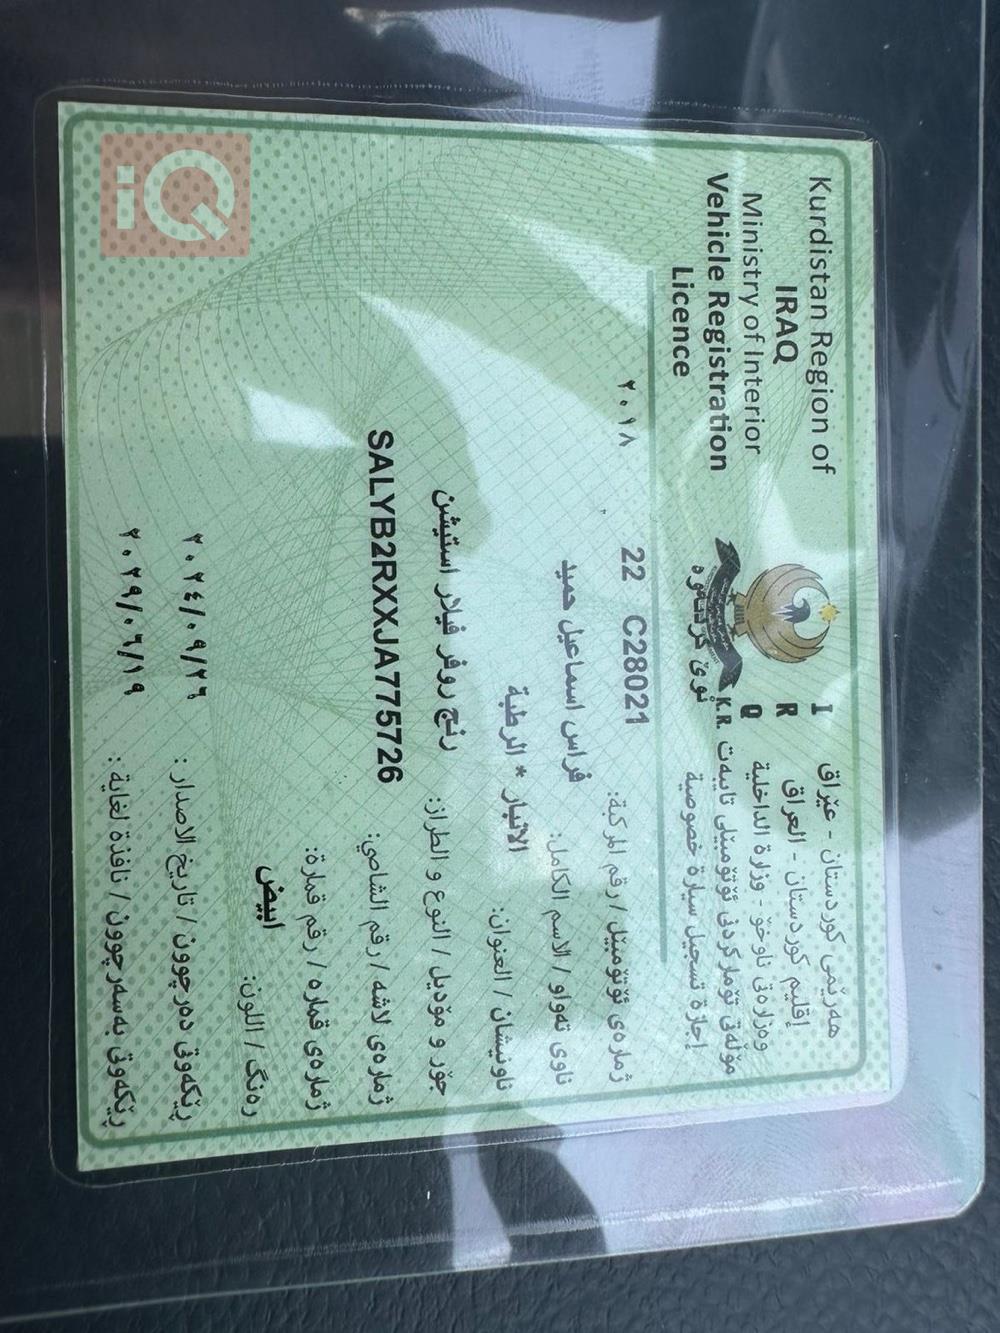 Kurdistan Region of
IRAQ
Ministry of Interior
Vehicle Registration
Licence
I
R
Q
K.R.
هەرێمی کوردستان - عێراق
إقليم كوردستان - العراق
وەزارەتی ناوخۆ - وزارة الداخلية
مۆڵەتی تۆمارکردنی ئۆتۆمبێلی تایبەت
إجازة تسجيل سيارة خصوصية
نوێ کردنەوە
ژمارەی ئۆتۆمبێل / رقم المركبة: 22 C28021 ٢٠١٨
ناوی تەواو / الاسم الكامل: فراس اسماعيل حميد
ناونیشان / العنوان: الانبار * الرطبة
جۆر و مۆدیل / النوع و الطراز: رنج روفر فيلار استيشن
ژمارەی لاشە / رقم الشاصي: SALYB2RXXJA775726
ژمارەی قمارە / رقم قمارة:
رەنگ / اللون: ابيض
ڕێکەوتی دەرچوون / تاريخ الاصدار : ٢٠٢٤/٠٩/٢٦
ڕێکەوتی بەسەرچوون / نافذة لغاية : ٢٠٢٩/٠٦/١٩
iQ